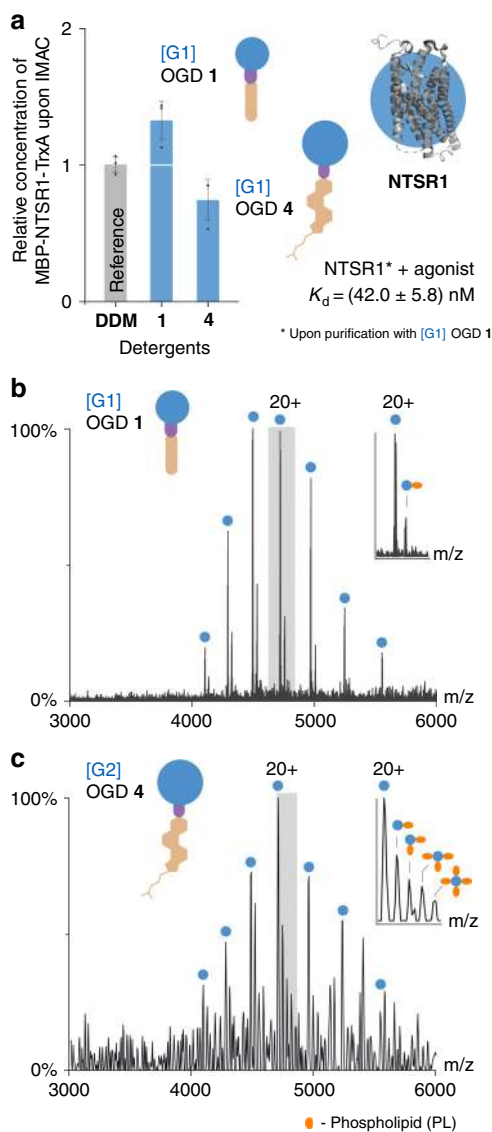 a
Relative concentration of
MBP-NTSR1-TrxA upon IMAC
2
1
0
Reference
DDM 1 4
Detergents
[G1]
OGD 1
[G1]
OGD 4
NTSR1
NTSR1* + agonist
Kd = (42.0 ± 5.8) nM
* Upon purification with [G1] OGD 1
b
[G1]
OGD 1
100%
0%
20+
20+
m/z
m/z
3000 4000 5000 6000
c
[G2]
OGD 4
100%
0%
20+
20+
m/z
m/z
3000 4000 5000 6000
- Phospholipid (PL)